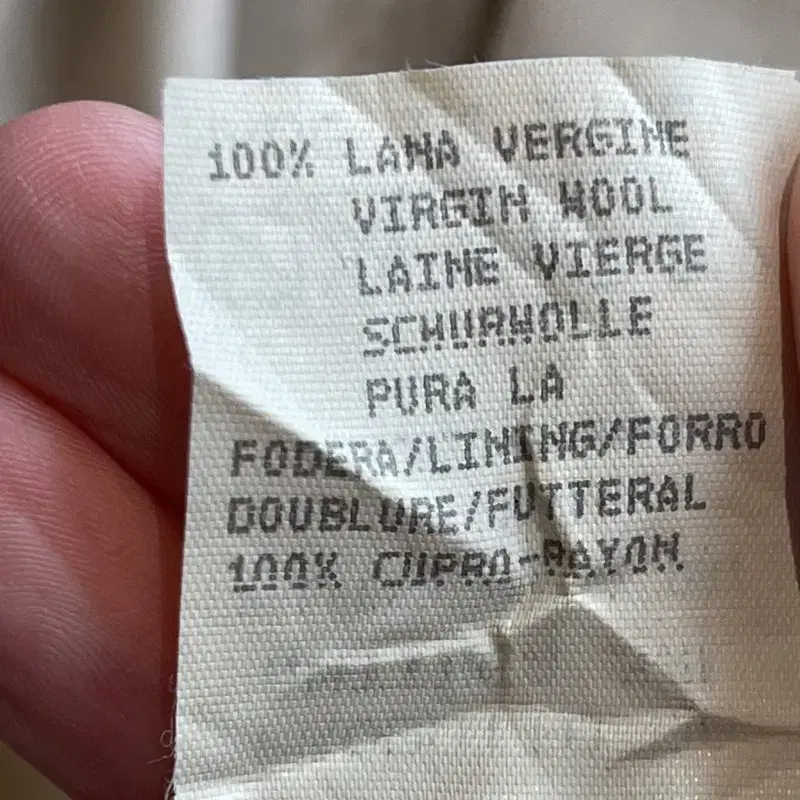 100% LANA VERGINE
VIRGIN WOOL
LAINE VIERGE
SCHURWOLLE
PURA LA
FODERA/LINING/FORRO
DOUBLURE/FUTTERAL
100% CUPRO-RAYON